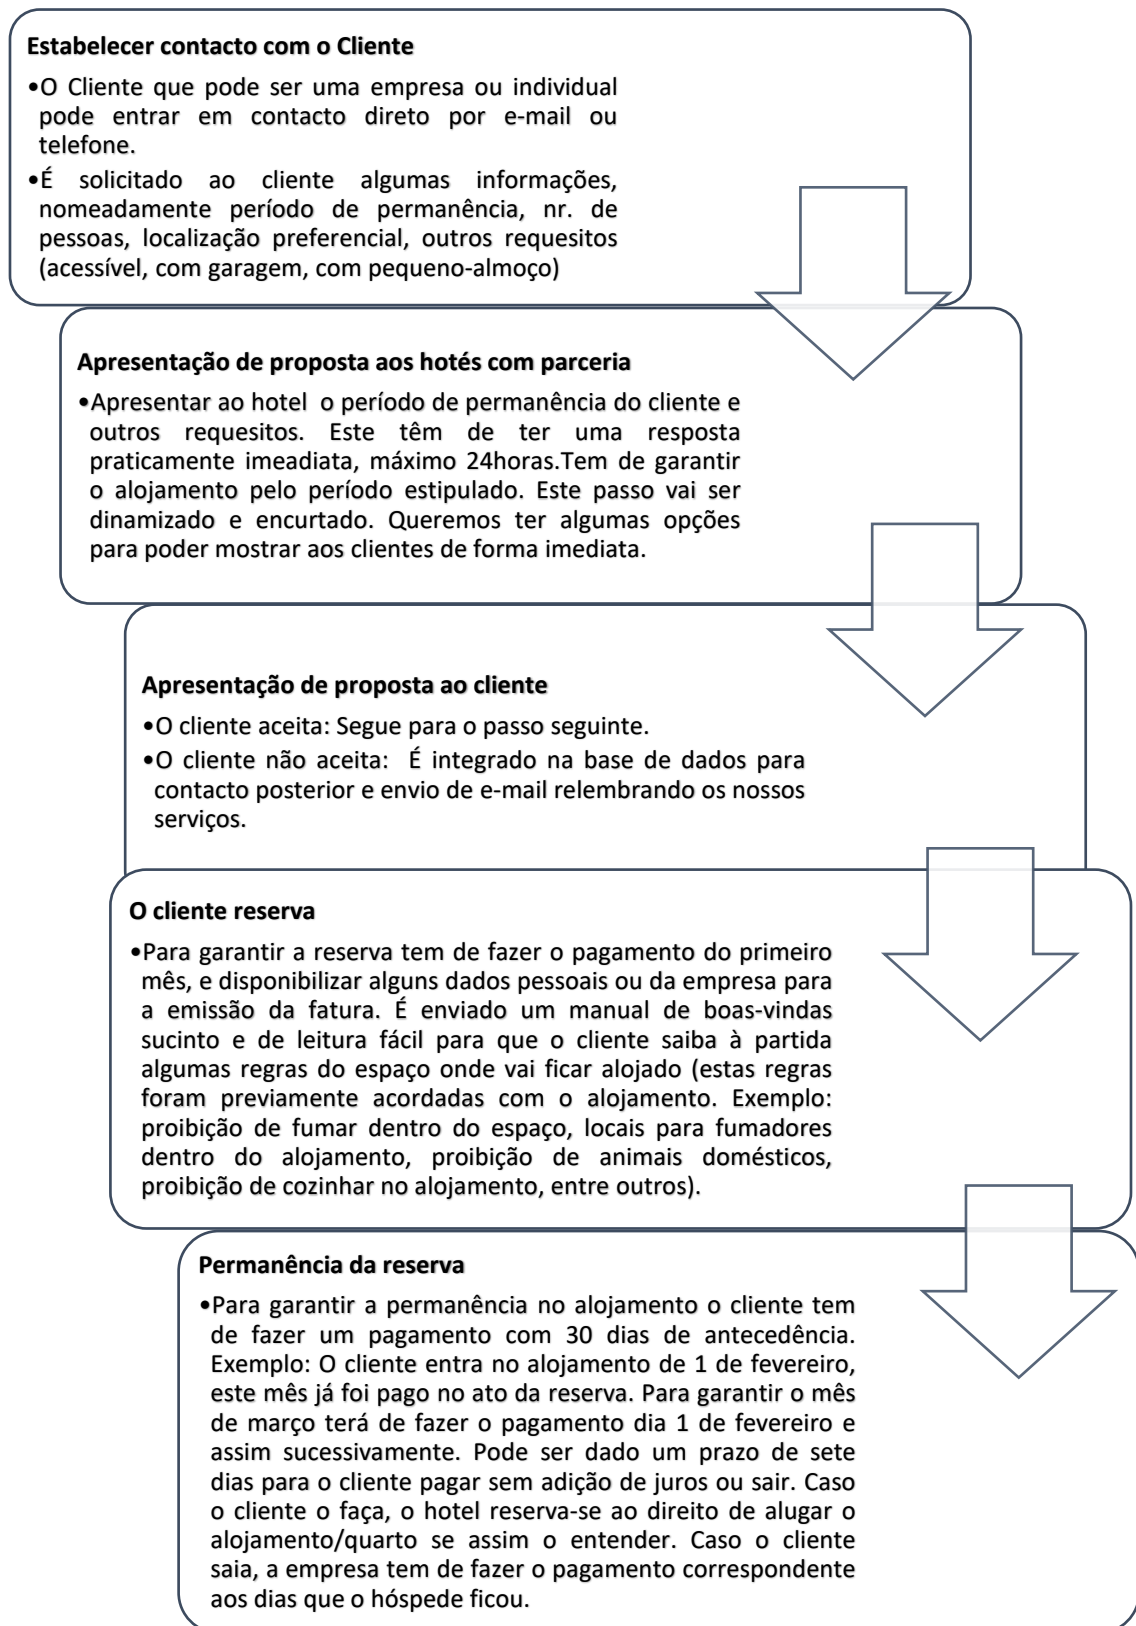 Estabelecer contacto com o Cliente
•O Cliente que pode ser uma empresa ou individual
pode entrar em contacto direto por e-mail ou
telefone.
•É solicitado ao cliente algumas informações,
nomeadamente período de permanência, nr. de
pessoas, localização preferencial, outros requesitos
(acessível, com garagem, com pequeno-almoço)
Apresentação de proposta aos hotés com parceria
•Apresentar ao hotel o período de permanência do cliente e
outros requesitos. Este têm de ter uma resposta
praticamente imeadiata, máximo 24horas.Tem de garantir
o alojamento pelo período estipulado. Este passo vai ser
dinamizado e encurtado. Queremos ter algumas opções
para poder mostrar aos clientes de forma imediata.
Apresentação de proposta ao cliente
•O cliente aceita: Segue para o passo seguinte.
•O cliente não aceita: É integrado na base de dados para
contacto posterior e envio de e-mail relembrando os nossos
serviços.
O cliente reserva
•Para garantir a reserva tem de fazer o pagamento do primeiro
mês, e disponibilizar alguns dados pessoais ou da empresa para
a emissão da fatura. É enviado um manual de boas-vindas
sucinto e de leitura fácil para que o cliente saiba à partida
algumas regras do espaço onde vai ficar alojado (estas regras
foram previamente acordadas com o alojamento. Exemplo:
proibição de fumar dentro do espaço, locais para fumadores
dentro do alojamento, proibição de animais domésticos,
proibição de cozinhar no alojamento, entre outros).
Permanência da reserva
•Para garantir a permanência no alojamento o cliente tem
de fazer um pagamento com 30 dias de antecedência.
Exemplo: O cliente entra no alojamento de 1 de fevereiro,
este mês já foi pago no ato da reserva. Para garantir o mês
de março terá de fazer o pagamento dia 1 de fevereiro e
assim sucessivamente. Pode ser dado um prazo de sete
dias para o cliente pagar sem adição de juros ou sair. Caso
o cliente o faça, o hotel reserva-se ao direito de alugar o
alojamento/quarto se assim o entender. Caso o cliente
saia, a empresa tem de fazer o pagamento correspondente
aos dias que o hóspede ficou.